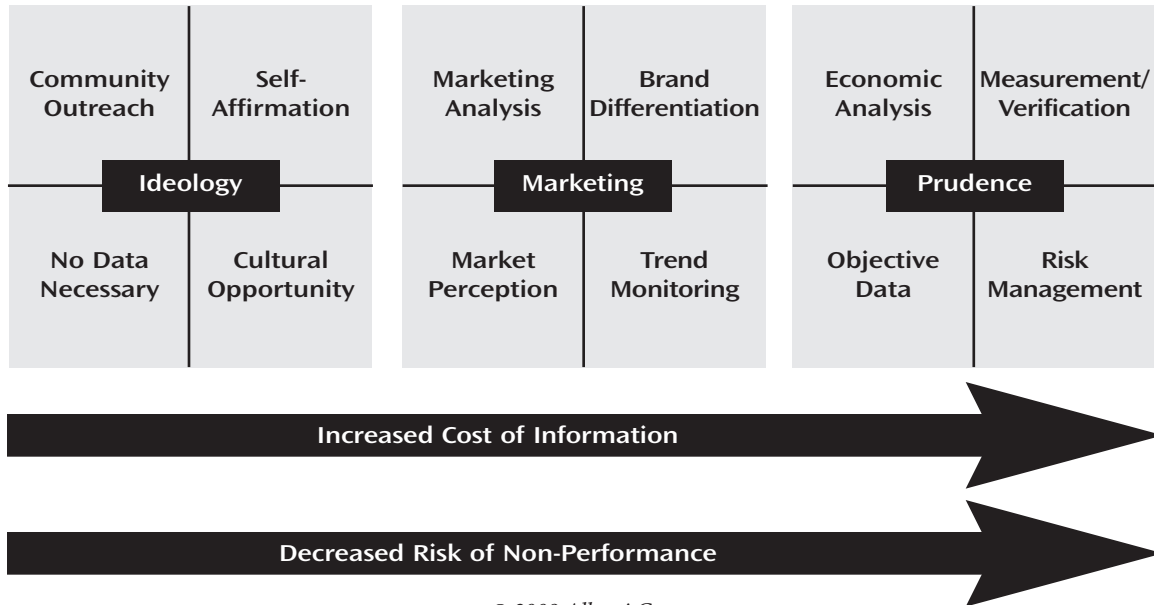 Community
Outreach
Self-
Affirmation
Ideology
No Data
Necessary
Cultural
Opportunity
Marketing
Analysis
Brand
Differentiation
Marketing
Market
Perception
Trend
Monitoring
Economic
Analysis
Measurement/
Verification
Prudence
Objective
Data
Risk
Management
Increased Cost of Information
Decreased Risk of Non-Performance